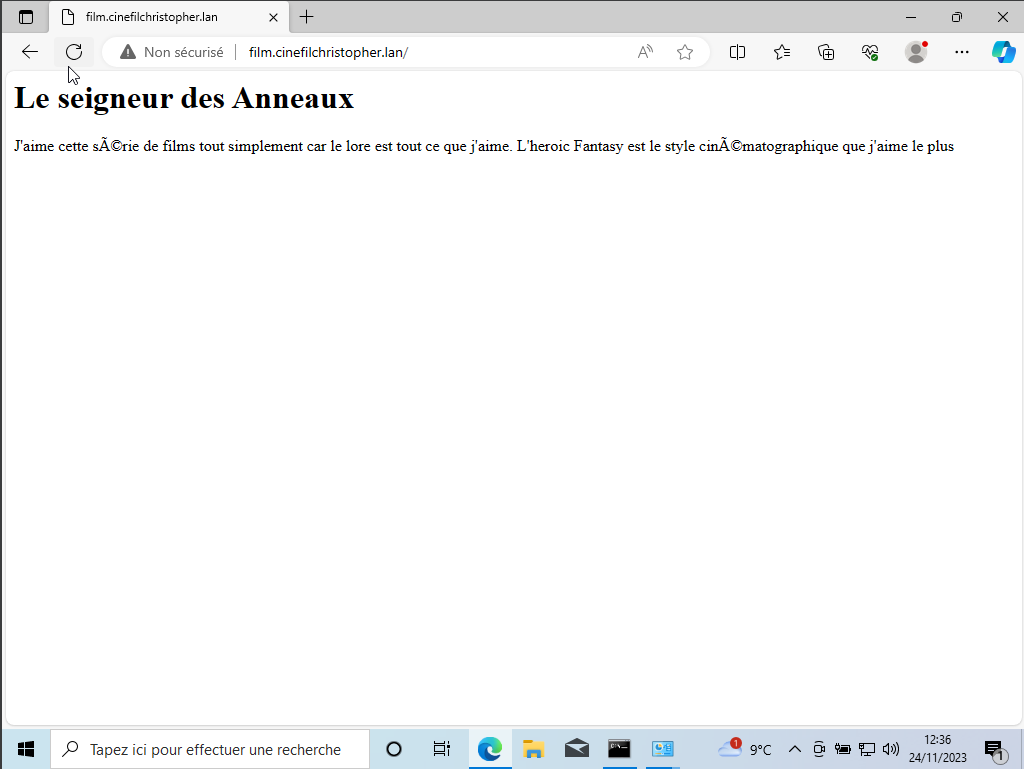 film.cinefilchristopher.lan
Non sécurisé film.cinefilchristopher.lan/
Le seigneur des Anneaux
J'aime cette sÃ©rie de films tout simplement car le lore est tout ce que j'aime. L'heroic Fantasy est le style cinÃ©matographique que j'aime le plus
Tapez ici pour effectuer une recherche
1
9°C
12:36
24/11/2023
1